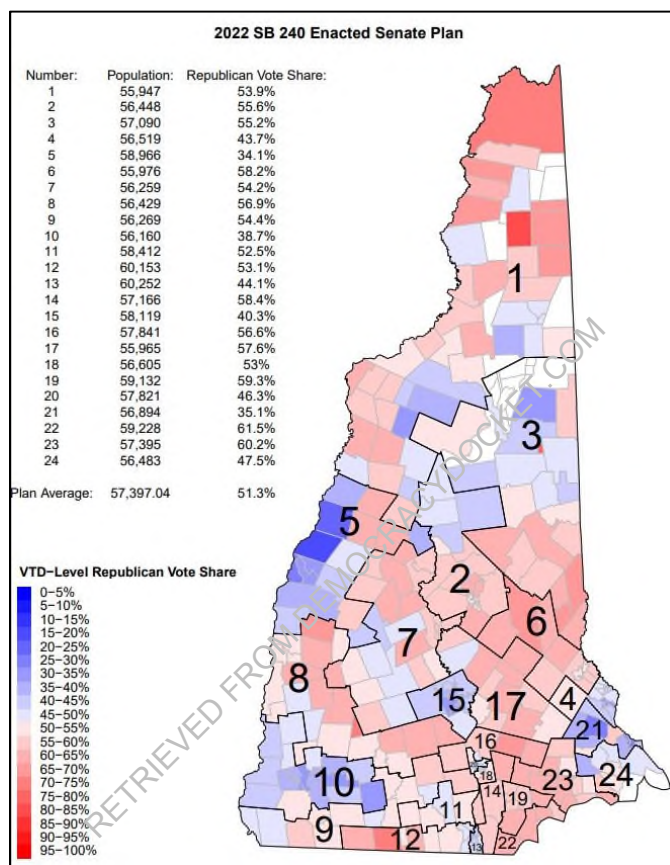 2022 SB 240 Enacted Senate Plan
Number: Population: Republican Vote Share:
1 55,947 53.9%
2 56,448 55.6%
3 57,090 55.2%
4 56,519 43.7%
5 58,966 34.1%
6 55,976 58.2%
7 56,259 54.2%
8 56,429 56.9%
9 56,269 54.4%
10 56,160 38.7%
11 58,412 52.5%
12 60,153 53.1%
13 60,252 44.1%
14 57,166 58.4%
15 58,119 40.3%
16 57,841 56.6%
17 55,965 57.6%
18 56,605 53%
19 59,132 59.3%
20 57,821 46.3%
21 56,894 35.1%
22 59,228 61.5%
23 57,395 60.2%
24 56,483 47.5%
Plan Average: 57,397.04 51.3%
VTD-Level Republican Vote Share
0-5%
5-10%
10-15%
15-20%
20-25%
25-30%
30-35%
35-40%
40-45%
45-50%
50-55%
55-60%
60-65%
65-70%
70-75%
75-80%
80-85%
85-90%
90-95%
95-100%
1
3
5
2
6
7
8
15
17
4
21
16
10
18
23
24
11
14
19
9
12
13
22
RETRIEVED FROM DEMOCRACYDOCKET.COM